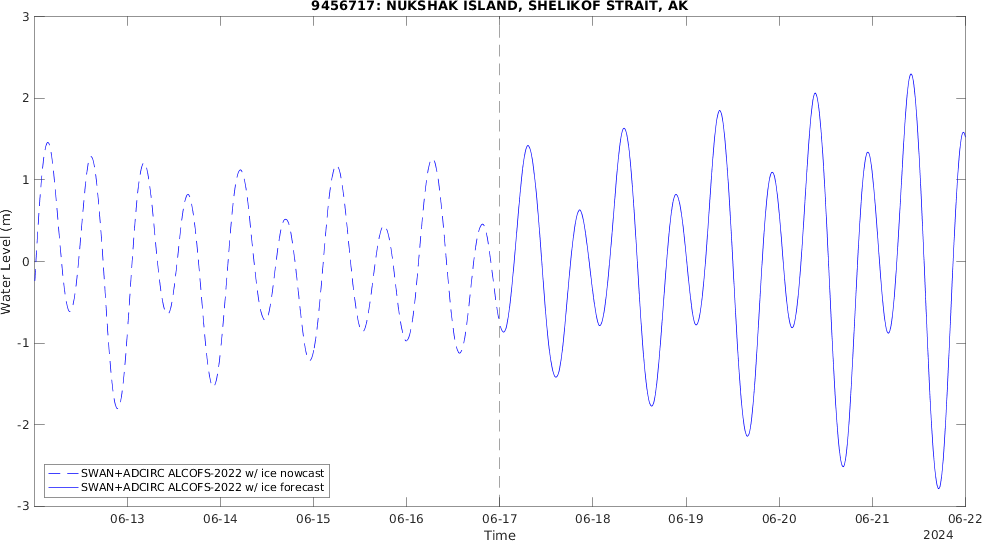 9456717: NUKSHAK ISLAND, SHELIKOF STRAIT, AK
3
2
1
0
-1
-2
-3
Water Level (m)
SWAN+ADCIRC ALCOFS-2022 w/ ice nowcast
SWAN+ADCIRC ALCOFS-2022 w/ ice forecast
06-13 06-14 06-15 06-16 06-17 06-18 06-19 06-20 06-21 06-22
Time
2024